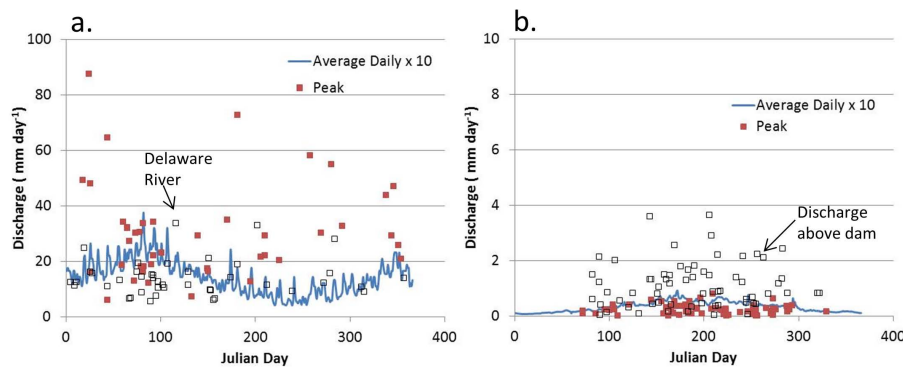 a.
100
80
60
40
20
0
0 100 200 300 400
Discharge ( mm day-1)
Julian Day
Average Daily x 10
Peak
Delaware
River
b.
10
8
6
4
2
0
0 100 200 300 400
Discharge ( mm day-1)
Julian Day
Average Daily x 10
Peak
Discharge
above dam